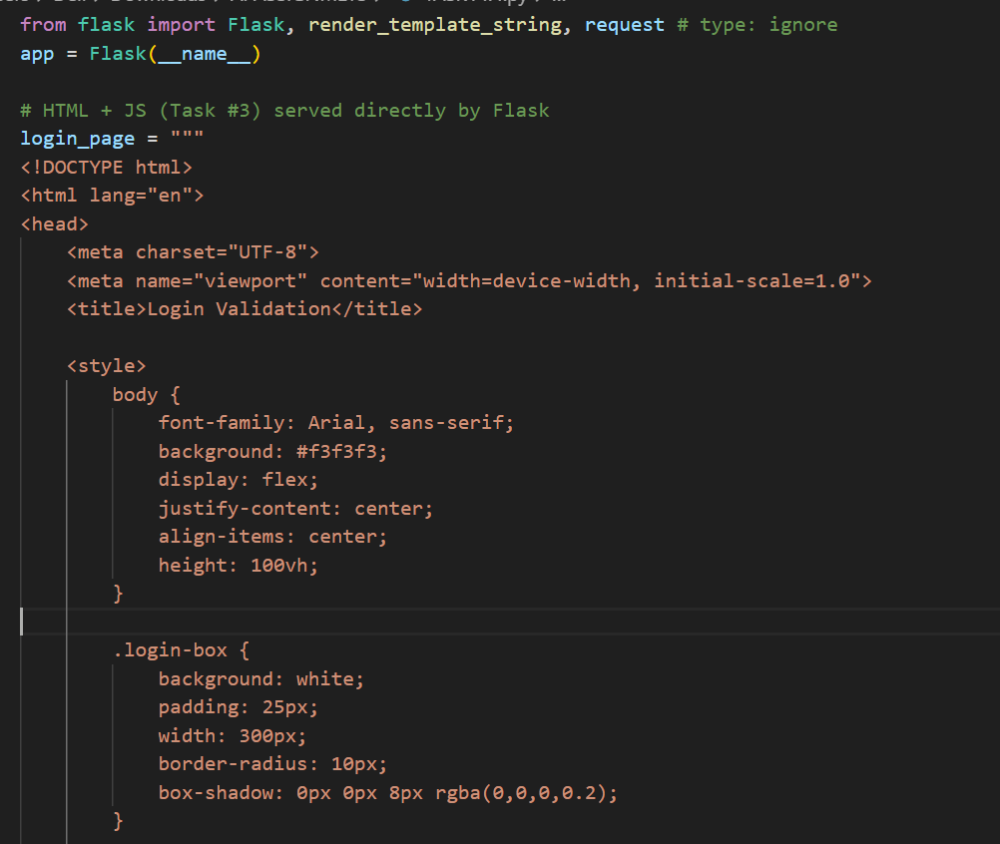 from flask import Flask, render_template_string, request # type: ignore
app = Flask(__name__)
# HTML + JS (Task #3) served directly by Flask
login_page = """
<!DOCTYPE html>
<html lang="en">
<head>
    <meta charset="UTF-8">
    <meta name="viewport" content="width=device-width, initial-scale=1.0">
    <title>Login Validation</title>
    <style>
        body {
            font-family: Arial, sans-serif;
            background: #f3f3f3;
            display: flex;
            justify-content: center;
            align-items: center;
            height: 100vh;
        }
        .login-box {
            background: white;
            padding: 25px;
            width: 300px;
            border-radius: 10px;
            box-shadow: 0px 0px 8px rgba(0,0,0,0.2);
        }